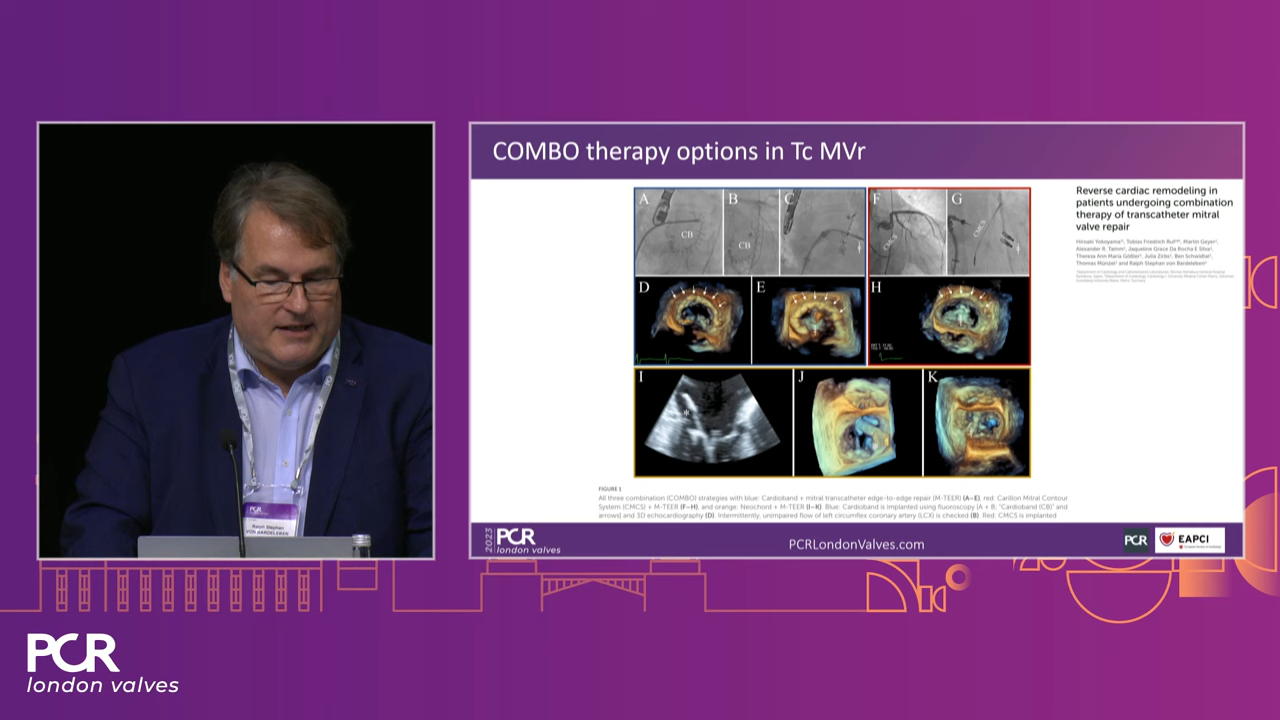 COMBO therapy options in Tc MVr
A
B
C
F
G
CB
CB
CMCS
CMCS
D
E
H
I
J
K
*
Reverse cardiac remodeling in
patients undergoing combination
therapy of transcatheter mitral
valve repair
FIGURE 1
All three combination (COMBO) strategies with blue: Cardioband + mitral transcatheter edge-to-edge repair (M-TEER) (A–E), red: Carillon Mitral Contour
System (CMCS) + M-TEER (F–H), and orange: Neochord + M-TEER (I–K). Blue: Cardioband is implanted using fluoroscopy [A + B, "Cardioband (CB)" and
arrows] and 3D echocardiography (D). Intermittently, unimpaired flow of left circumflex coronary artery (LCX) is checked (B). Red: CMCS is implanted
2023
PCR
london valves
PCRLondonValves.com
PCR
EAPCI
PCR
Ralph Stephan
VON BARDELEBEN
PCR
london valves